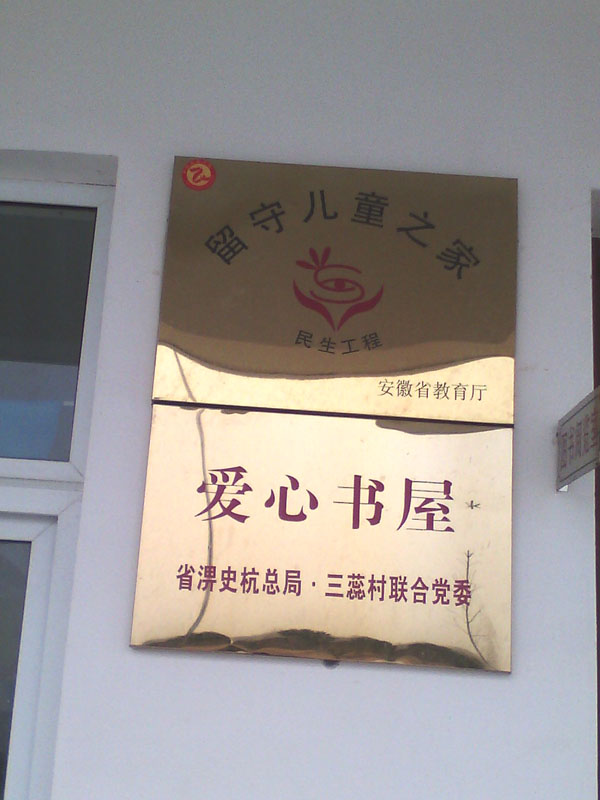 留守儿童之家
民生工程
安徽省教育厅
爱心书屋
省淠史杭总局·三蕊村联合党委